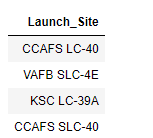 Launch_Site
CCAFS LC-40
VAFB SLC-4E
KSC LC-39A
CCAFS SLC-40